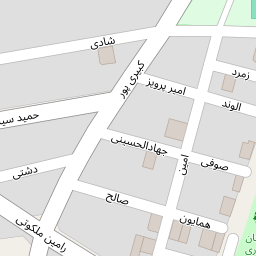 شادی
کبیری پور
زمرد
امیر پرویز
الوند
حمید
جهادالحسینی
امین
صوفی
دشتی
صالح
همایون
رامین ملکوتی